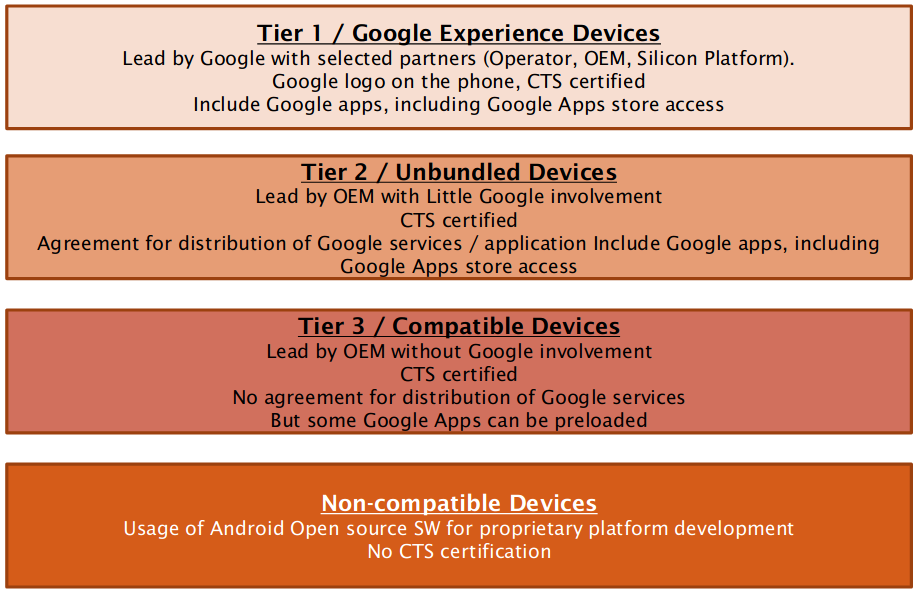 Tier 1 / Google Experience Devices
Lead by Google with selected partners (Operator, OEM, Silicon Platform).
Google logo on the phone, CTS certified
Include Google apps, including Google Apps store access
Tier 2 / Unbundled Devices
Lead by OEM with Little Google involvement
CTS certified
Agreement for distribution of Google services / application Include Google apps, including
Google Apps store access
Tier 3 / Compatible Devices
Lead by OEM without Google involvement
CTS certified
No agreement for distribution of Google services
But some Google Apps can be preloaded
Non-compatible Devices
Usage of Android Open source SW for proprietary platform development
No CTS certification